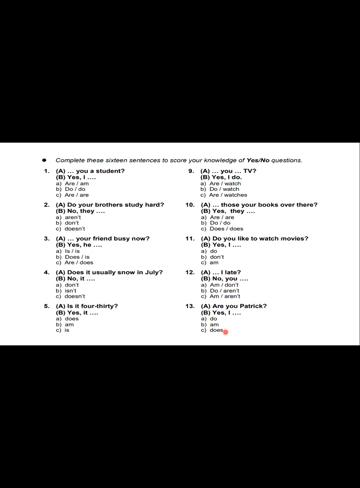 ● Complete these sixteen sentences to score your knowledge of Yes/No questions.
1. (A) … you a student?
(B) Yes, I ….
a) Are / am
b) Do / do
c) Are / are
2. (A) Do your brothers study hard?
(B) No, they ….
a) aren't
b) don't
c) doesn't
3. (A) … your friend busy now?
(B) Yes, he ….
a) Is / is
b) Does / is
c) Are / does
4. (A) Does it usually snow in July?
(B) No, it ….
a) don't
b) isn't
c) doesn't
5. (A) Is it four-thirty?
(B) Yes, it ….
a) does
b) am
c) is
9. (A) … you … TV?
(B) Yes, I do.
a) Are / watch
b) Do / watch
c) Are / watches
10. (A) … those your books over there?
(B) Yes, they ….
a) Are / are
b) Do / do
c) Does / does
11. (A) Do you like to watch movies?
(B) Yes, I ….
a) do
b) don't
c) am
12. (A) … I late?
(B) No, you ….
a) Am / don't
b) Do / aren't
c) Am / aren't
13. (A) Are you Patrick?
(B) Yes, I ….
a) do
b) am
c) does